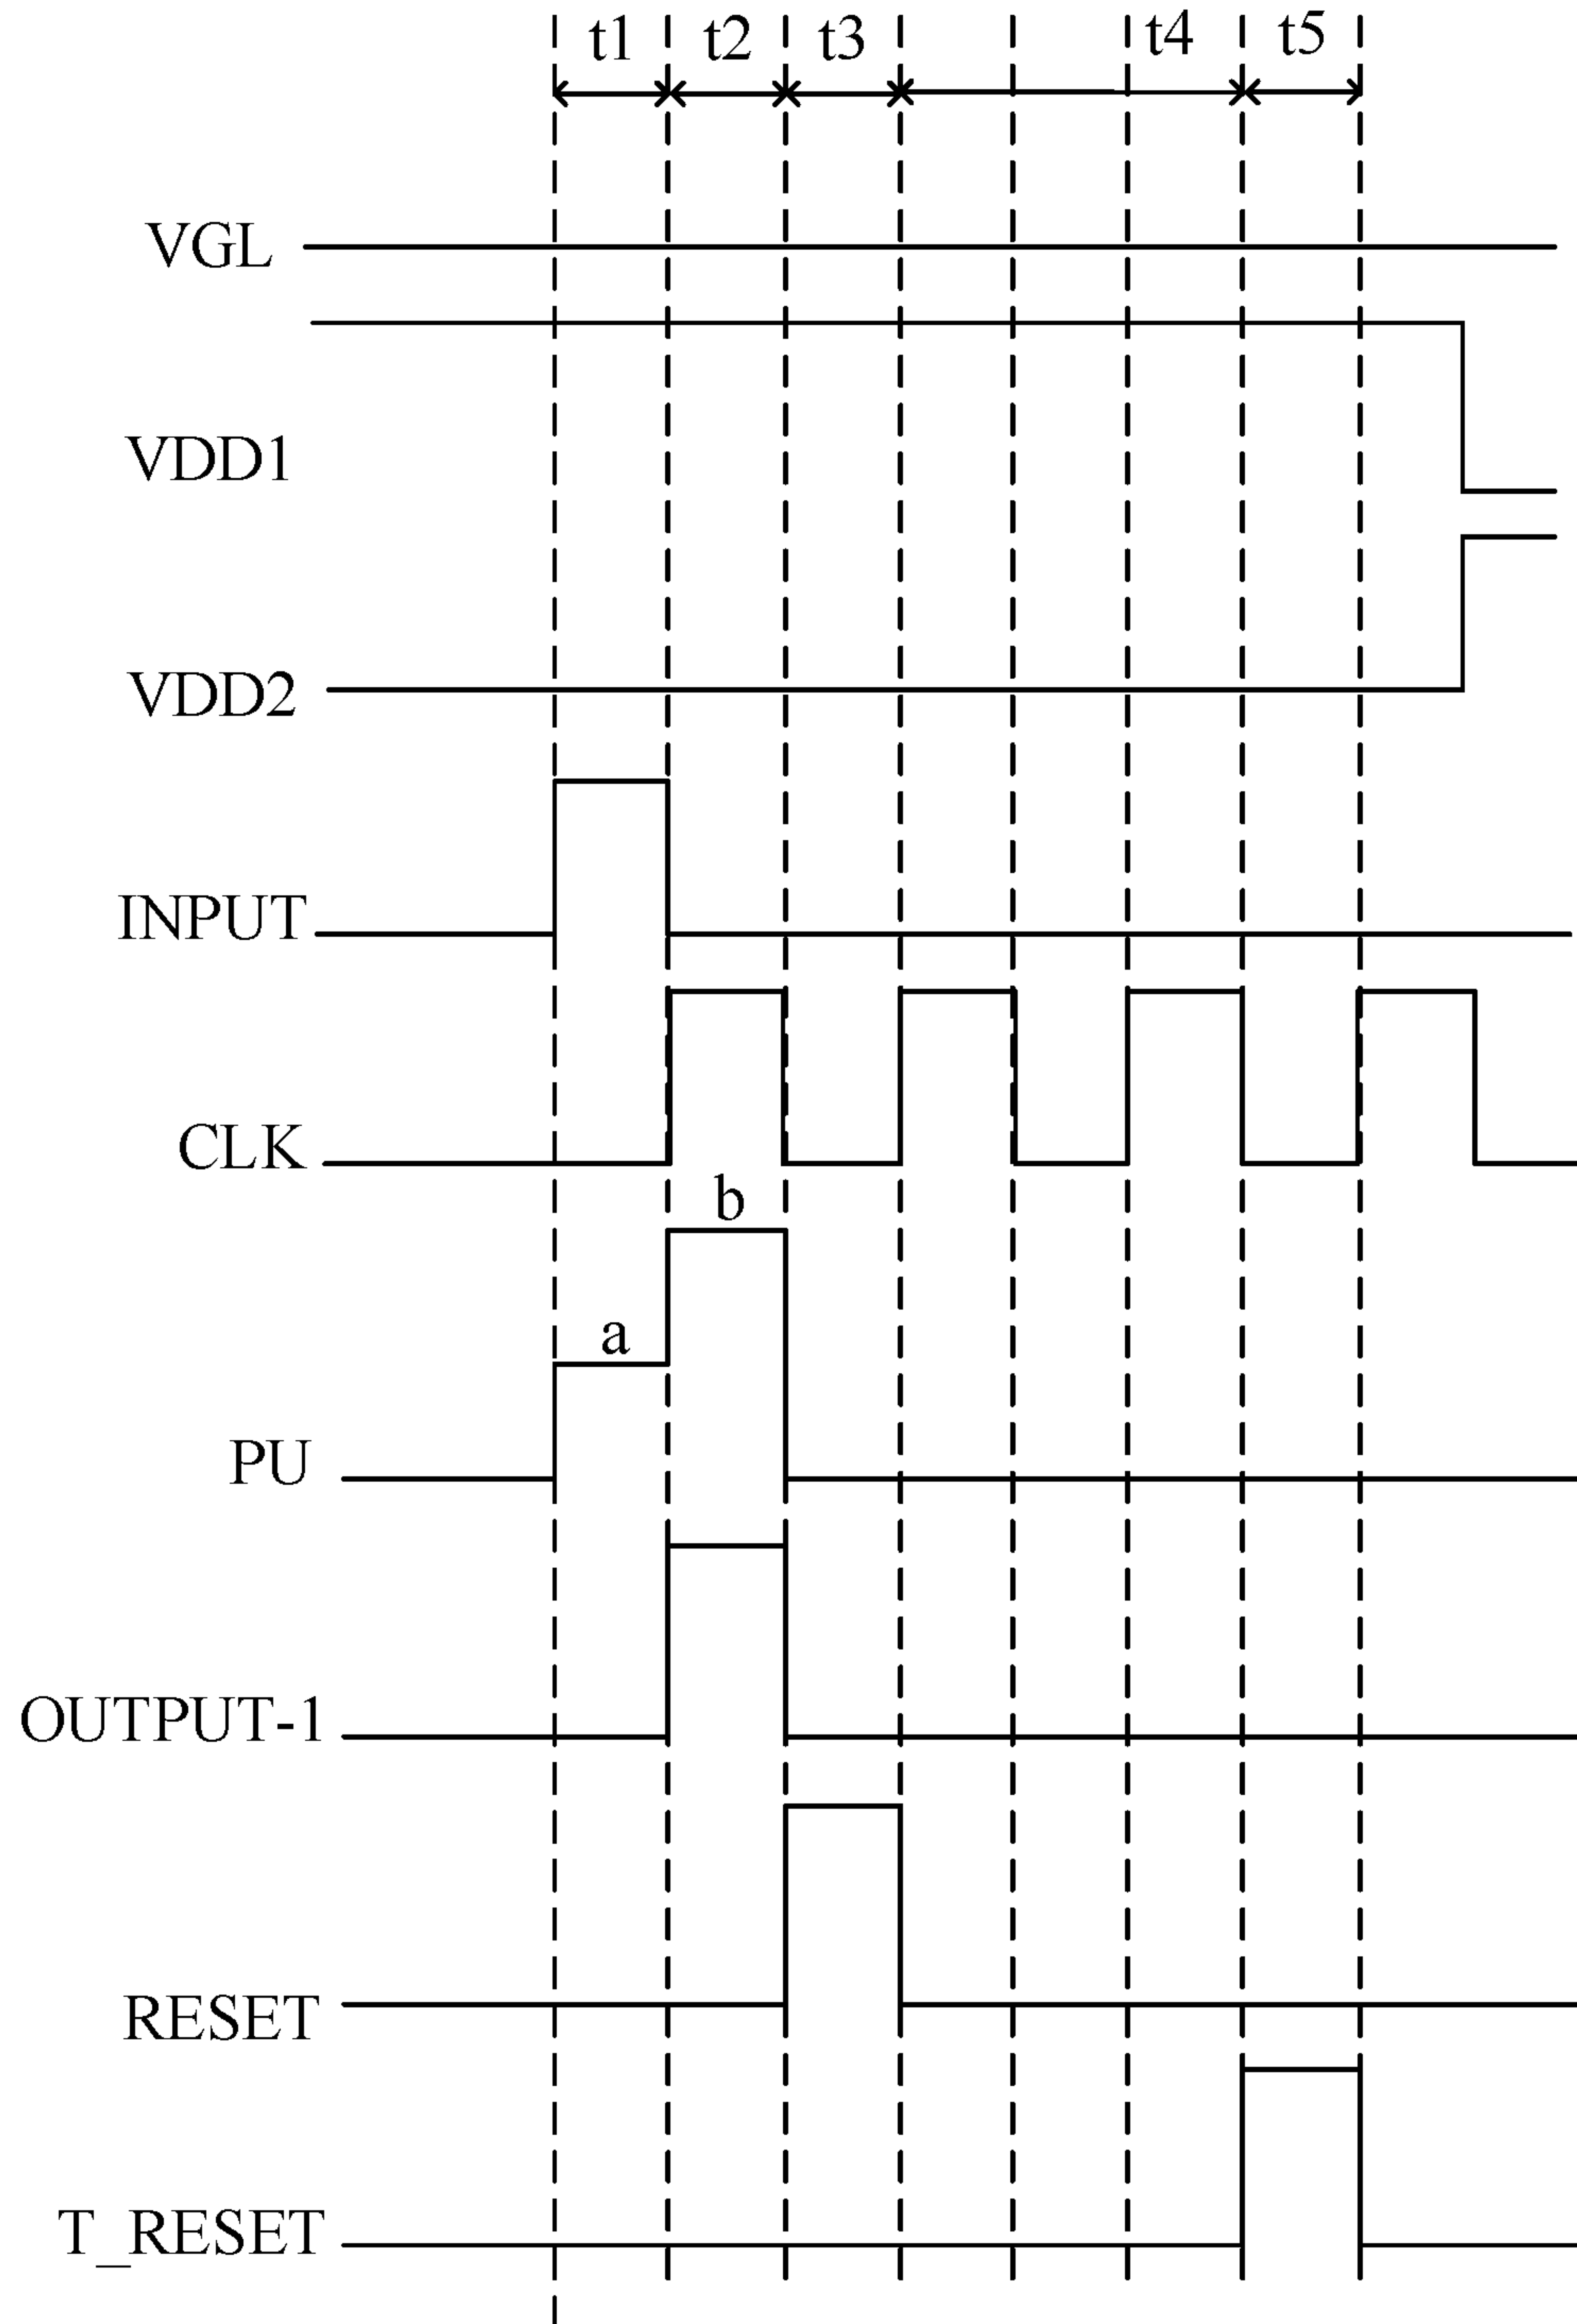 t1 t2 t3 t4 t5
VGL
VDD1
VDD2
INPUT
CLK
b
a
PU
OUTPUT-1
RESET
T_RESET